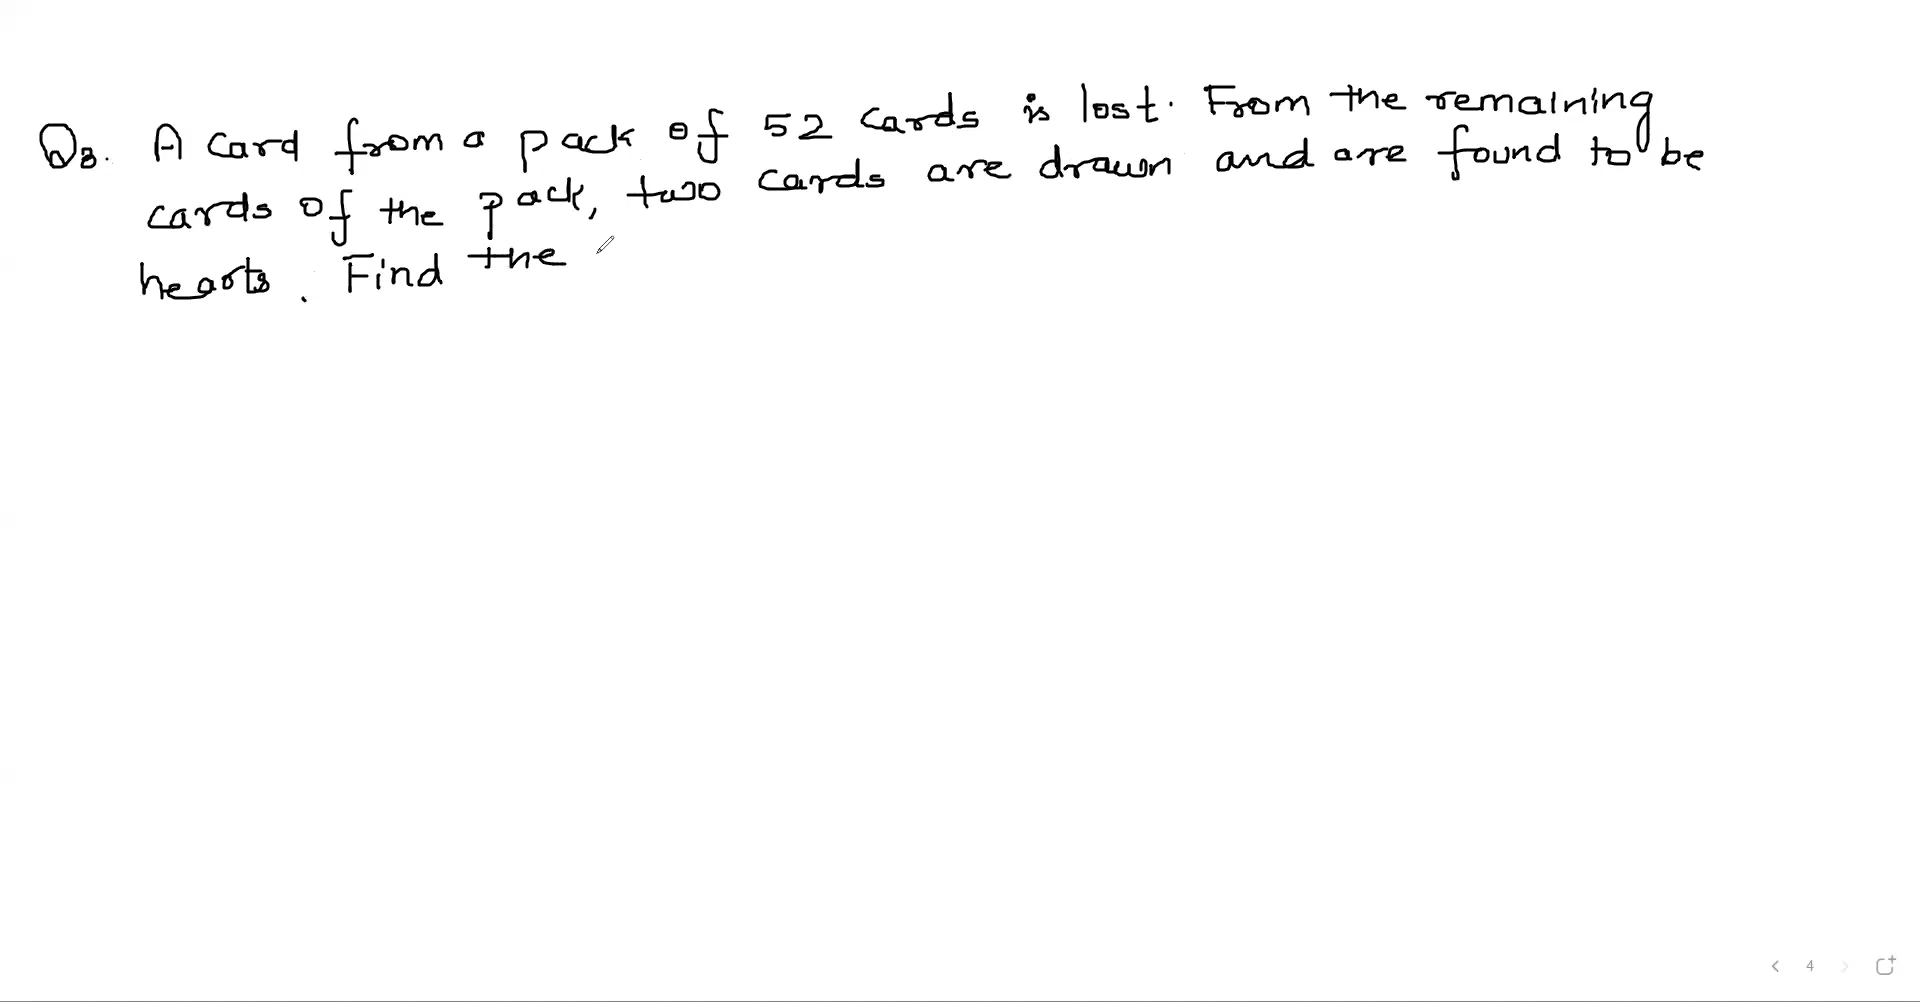 Q3. A card from a pack of 52 cards is lost. From the remaining
cards of the pack, two cards are drawn and are found to be
hearts. Find the
4